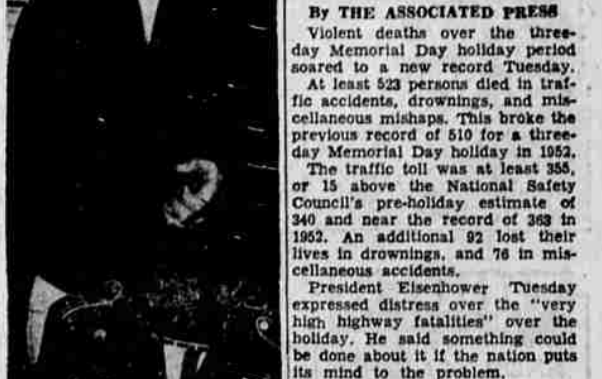 By THE ASSOCIATED PRESS
Violent deaths over the three-
day Memorial Day holiday period
soared to a new record Tuesday.
At least 523 persons died in traf-
fic accidents, drownings, and mis-
cellaneous mishaps. This broke the
previous record of 510 for a three-
day Memorial Day holiday in 1952.
The traffic toll was at least 355,
or 15 above the National Safety
Council's pre-holiday estimate of
340 and near the record of 363 in
1952. An additional 92 lost their
lives in drownings, and 76 in mis-
cellaneous accidents.
President Eisenhower Tuesday
expressed distress over the "very
high highway fatalities" over the
holiday. He said something could
be done about it if the nation puts
its mind to the problem.